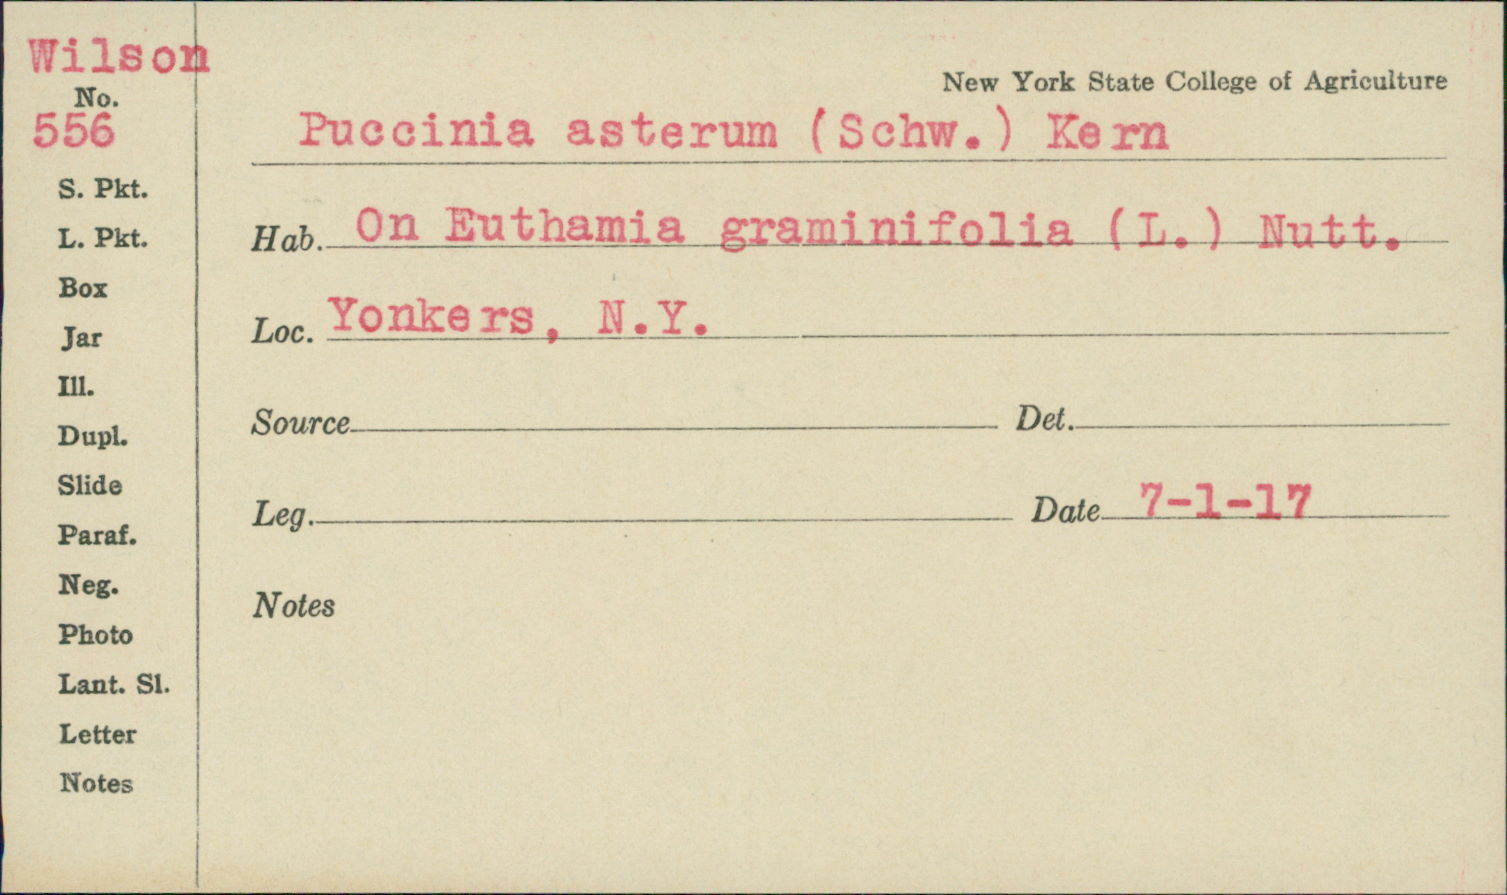 Wilson
No.
556
S. Pkt.
L. Pkt.
Box
Jar
Ill.
Dupl.
Slide
Paraf.
Neg.
Photo
Lant. Sl.
Letter
Notes
New York State College of Agriculture
Puccinia asterum (Schw.) Kern
Hab. On Euthamia graminifolia (L.) Nutt.
Loc. Yonkers, N.Y.
Source Det.
Leg. Date 7-1-17
Notes